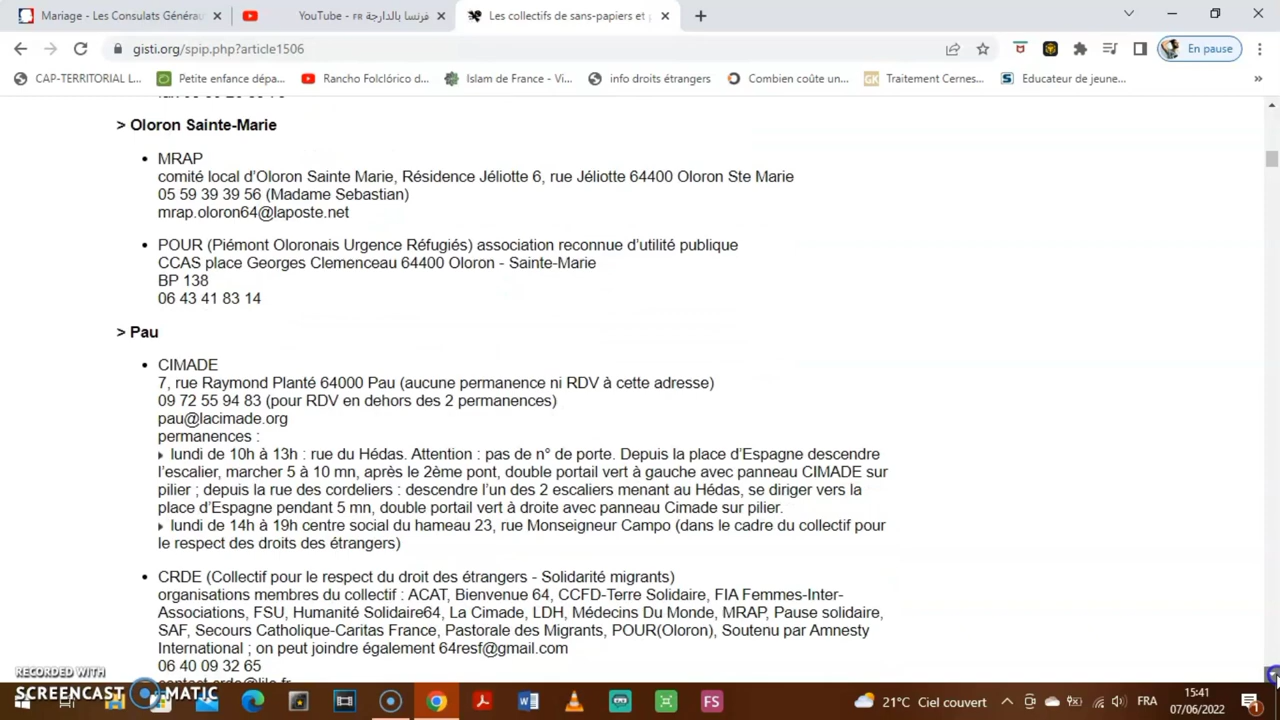 Mariage - Les Consulats Généraux
YouTube - FR فرنسا بالدارجة
Les collectifs de sans-papiers et
gisti.org/spip.php?article1506
En pause
CAP-TERRITORIAL L...
Petite enfance dépa...
Rancho Folclórico d...
Islam de France - Vi...
info droits étrangers
Combien coûte un...
GK
Traitement Cernes...
Educateur de jeune...
»
> Oloron Sainte-Marie
• MRAP
comité local d'Oloron Sainte Marie, Résidence Jéliotte 6, rue Jéliotte 64400 Oloron Ste Marie
05 59 39 39 56 (Madame Sebastian)
mrap.oloron64@laposte.net
• POUR (Piémont Oloronais Urgence Réfugiés) association reconnue d'utilité publique
CCAS place Georges Clemenceau 64400 Oloron - Sainte-Marie
BP 138
06 43 41 83 14
> Pau
• CIMADE
7, rue Raymond Planté 64000 Pau (aucune permanence ni RDV à cette adresse)
09 72 55 94 83 (pour RDV en dehors des 2 permanences)
pau@lacimade.org
permanences :
lundi de 10h à 13h : rue du Hédas. Attention : pas de n° de porte. Depuis la place d'Espagne descendre
l'escalier, marcher 5 à 10 mn, après le 2ème pont, double portail vert à gauche avec panneau CIMADE sur
pilier ; depuis la rue des cordeliers : descendre l'un des 2 escaliers menant au Hédas, se diriger vers la
place d'Espagne pendant 5 mn, double portail vert à droite avec panneau Cimade sur pilier.
lundi de 14h à 19h centre social du hameau 23, rue Monseigneur Campo (dans le cadre du collectif pour
le respect des droits des étrangers)
• CRDE (Collectif pour le respect du droit des étrangers - Solidarité migrants)
organisations membres du collectif : ACAT, Bienvenue 64, CCFD-Terre Solidaire, FIA Femmes-Inter-
Associations, FSU, Humanité Solidaire64, La Cimade, LDH, Médecins Du Monde, MRAP, Pause solidaire,
SAF, Secours Catholique-Caritas France, Pastorale des Migrants, POUR(Oloron), Soutenu par Amnesty
International ; on peut joindre également 64resf@gmail.com
06 40 09 32 65
RECORDED WITH
SCREENCAST MATIC
FS
21°C Ciel couvert
FRA
15:41
07/06/2022
1